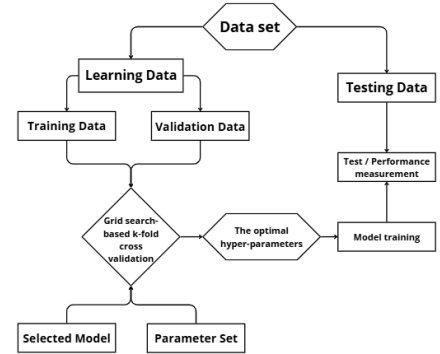 Data set
Learning Data
Testing Data
Training Data
Validation Data
Test / Performance
measurement
Grid search-
based k-fold
cross
validation
The optimal
hyper-parameters
Model training
Selected Model
Parameter Set